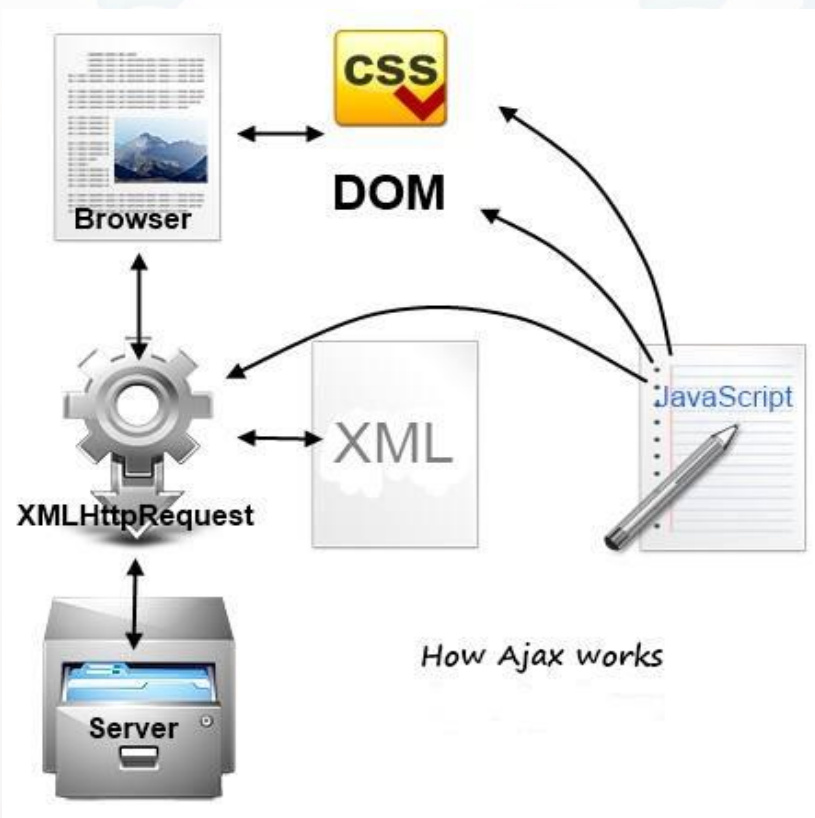 CSS
Browser
DOM
JavaScript
XML
XMLHttpRequest
How Ajax works
Server